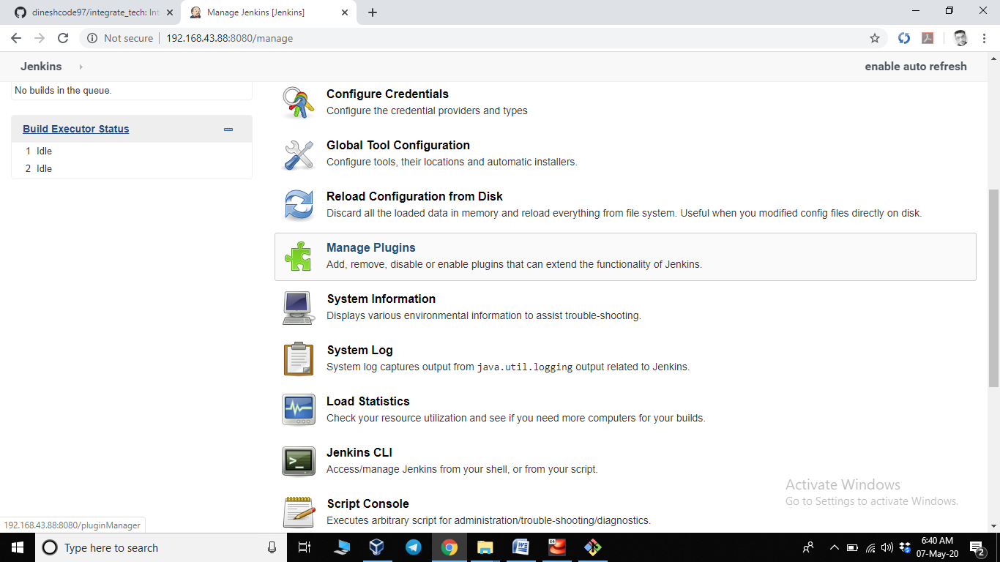 dineshcode97/integrate_tech: Int
Manage Jenkins [Jenkins]
Not secure
192.168.43.88:8080/manage
Jenkins
enable auto refresh
No builds in the queue.
Build Executor Status
1 Idle
2 Idle
Configure Credentials
Configure the credential providers and types
Global Tool Configuration
Configure tools, their locations and automatic installers.
Reload Configuration from Disk
Discard all the loaded data in memory and reload everything from file system. Useful when you modified config files directly on disk.
Manage Plugins
Add, remove, disable or enable plugins that can extend the functionality of Jenkins.
System Information
Displays various environmental information to assist trouble-shooting.
System Log
System log captures output from java.util.logging output related to Jenkins.
Load Statistics
Check your resource utilization and see if you need more computers for your builds.
Jenkins CLI
Access/manage Jenkins from your shell, or from your script.
Script Console
Executes arbitrary script for administration/trouble-shooting/diagnostics.
Activate Windows
Go to Settings to activate Windows.
192.168.43.88:8080/pluginManager
Type here to search
6:40 AM
07-May-20
2